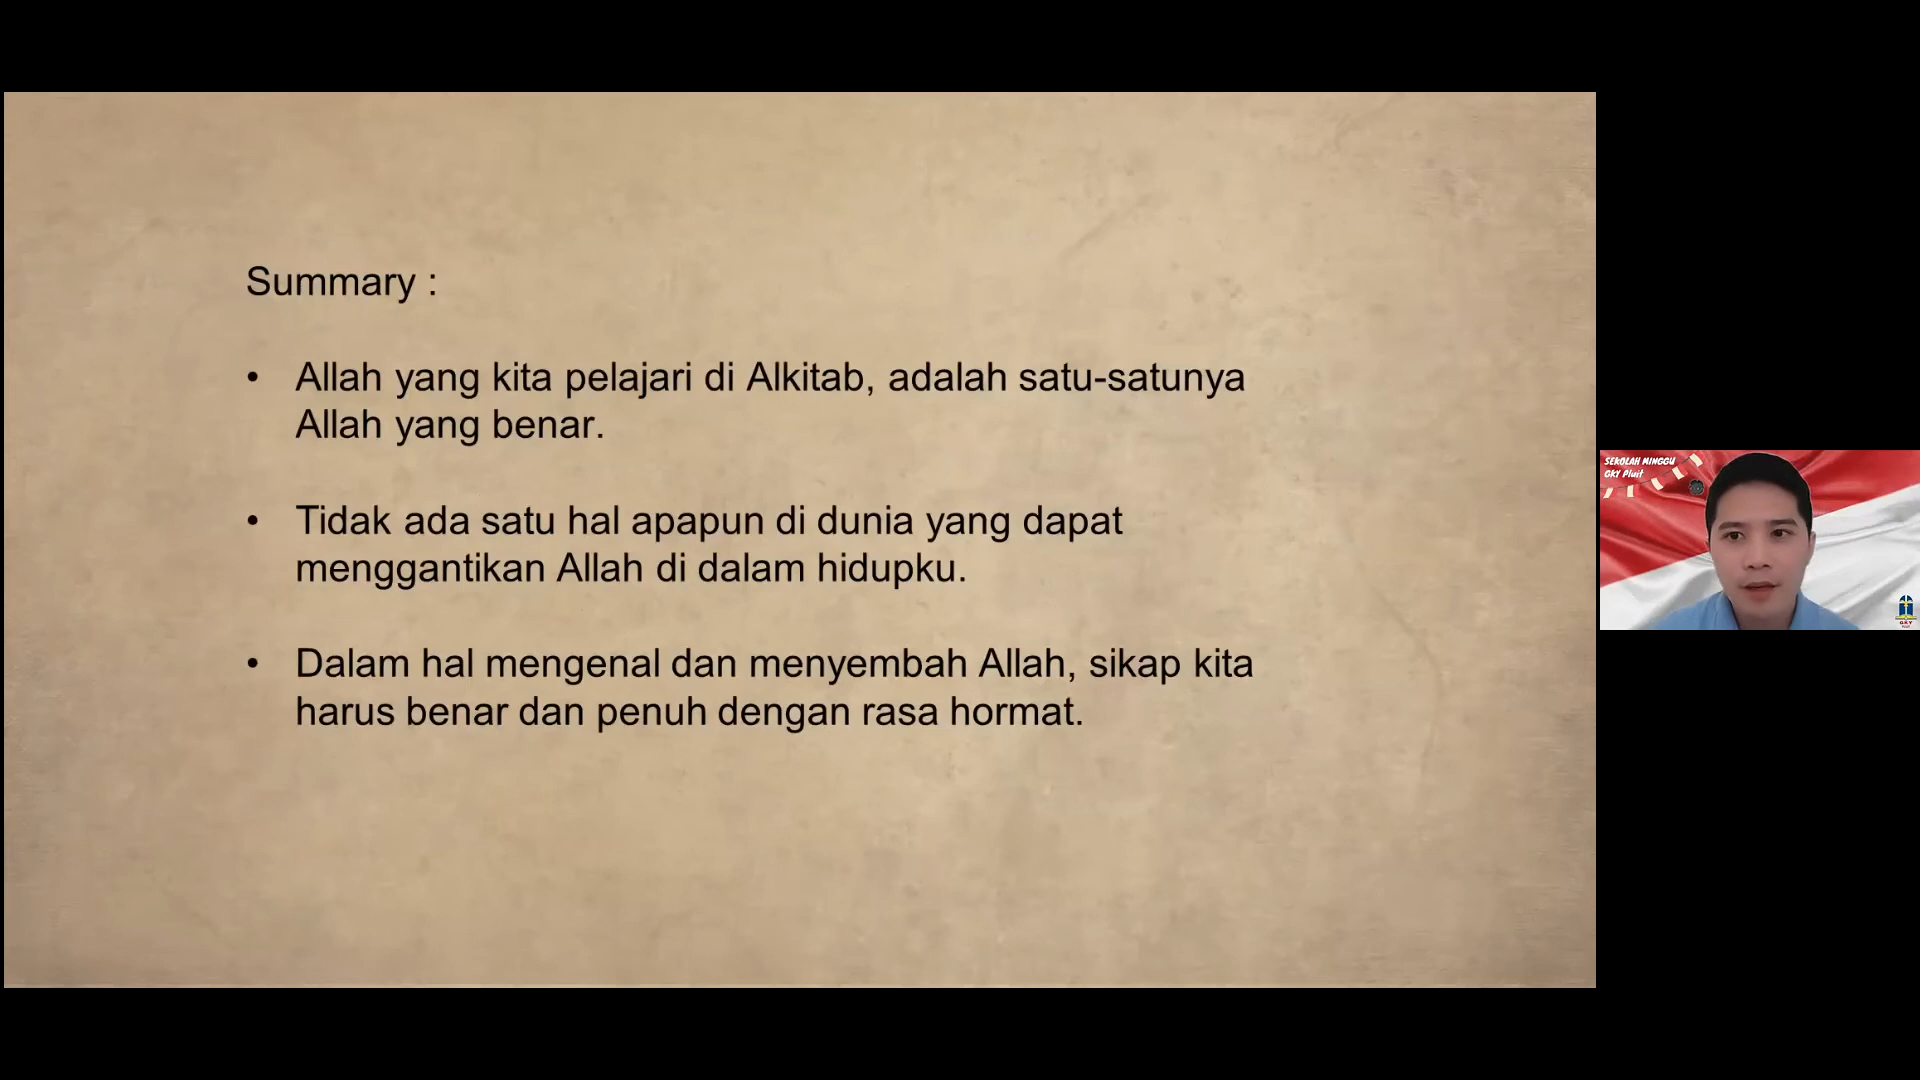 Summary :
• Allah yang kita pelajari di Alkitab, adalah satu-satunya
Allah yang benar.
• Tidak ada satu hal apapun di dunia yang dapat
menggantikan Allah di dalam hidupku.
• Dalam hal mengenal dan menyembah Allah, sikap kita
harus benar dan penuh dengan rasa hormat.
SEKOLAH MINGGU
GKY Pluit
GKY